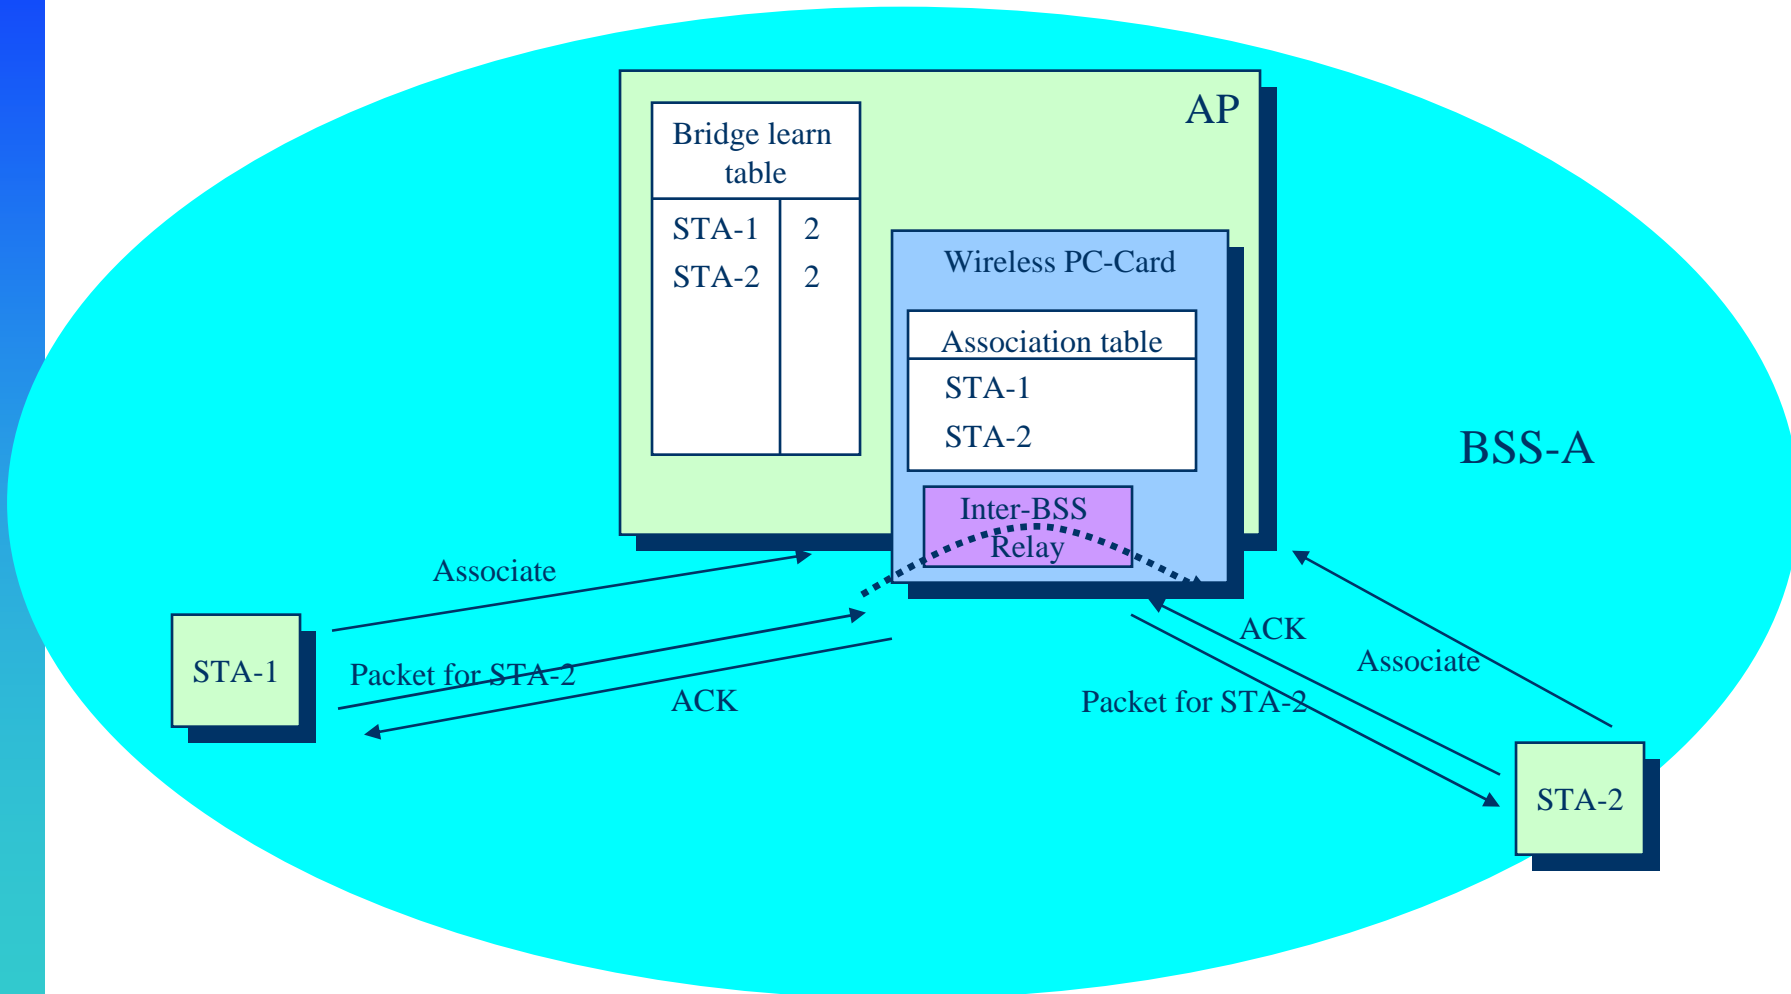 AP
Bridge learn
table
STA-1 2
STA-2 2
Wireless PC-Card
Association table
STA-1
STA-2
BSS-A
Inter-BSS
Relay
Associate
STA-1
Packet for STA-2
ACK
ACK
Associate
Packet for STA-2
STA-2